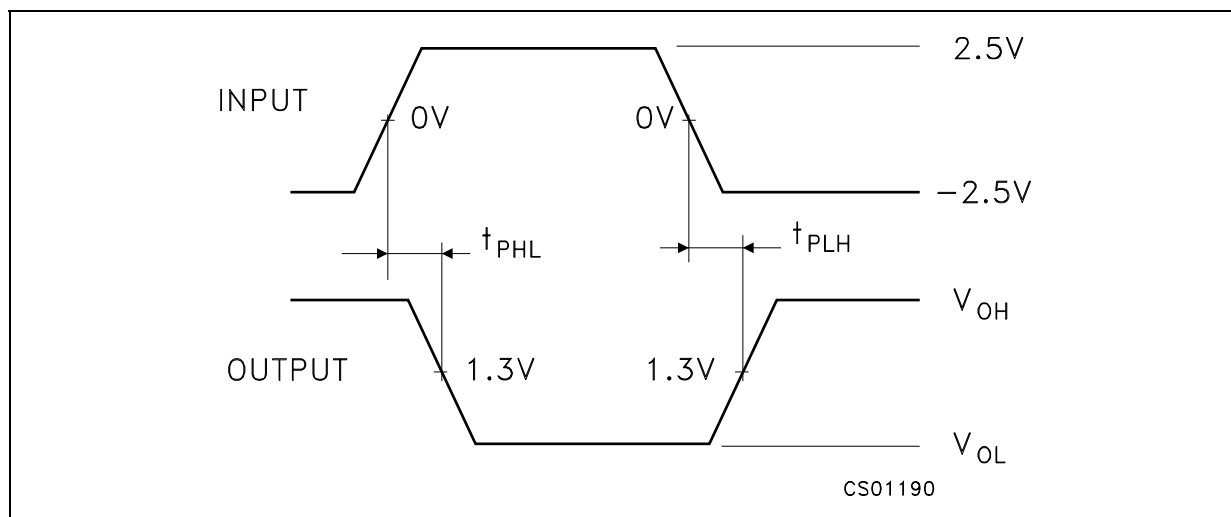 2.5V
INPUT
0V 0V
-2.5V
tPHL tPLH
VOH
OUTPUT 1.3V 1.3V
VOL
CS01190